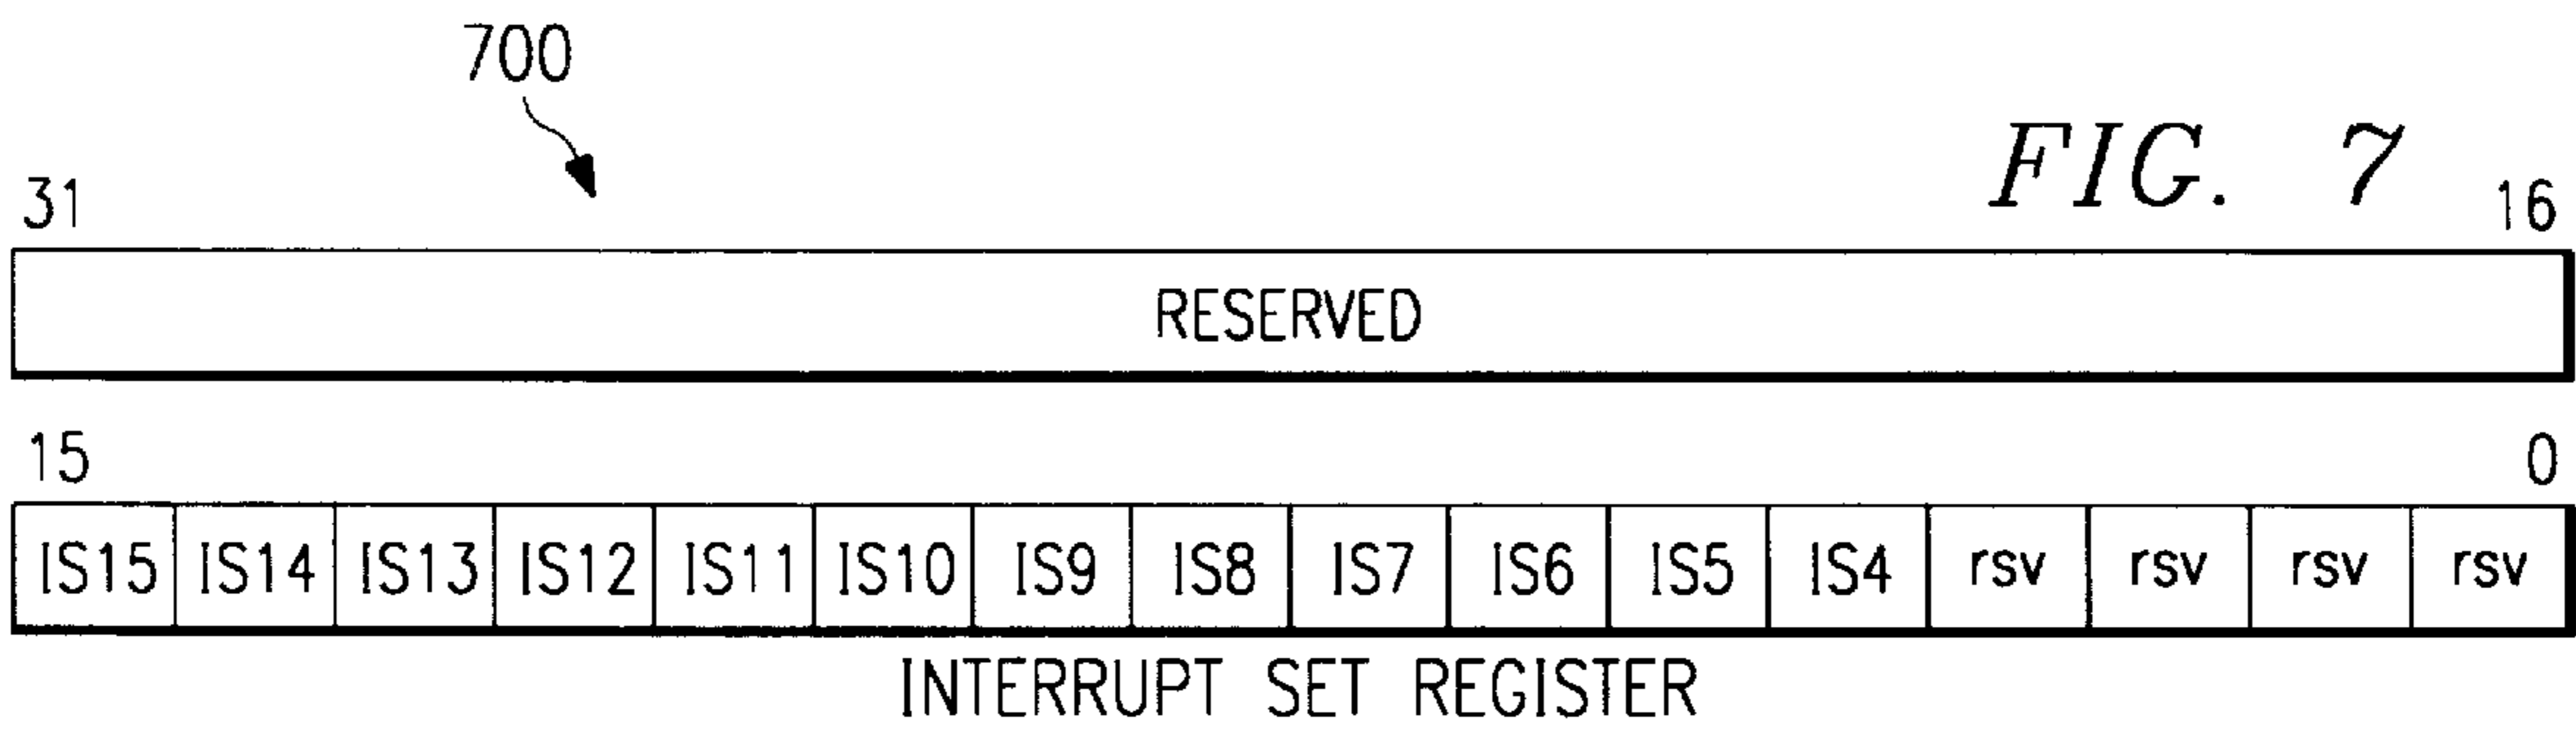 700
FIG. 7
31 16
RESERVED
15 0
IS15 IS14 IS13 IS12 IS11 IS10 IS9 IS8 IS7 IS6 IS5 IS4 rsv rsv rsv rsv
INTERRUPT SET REGISTER